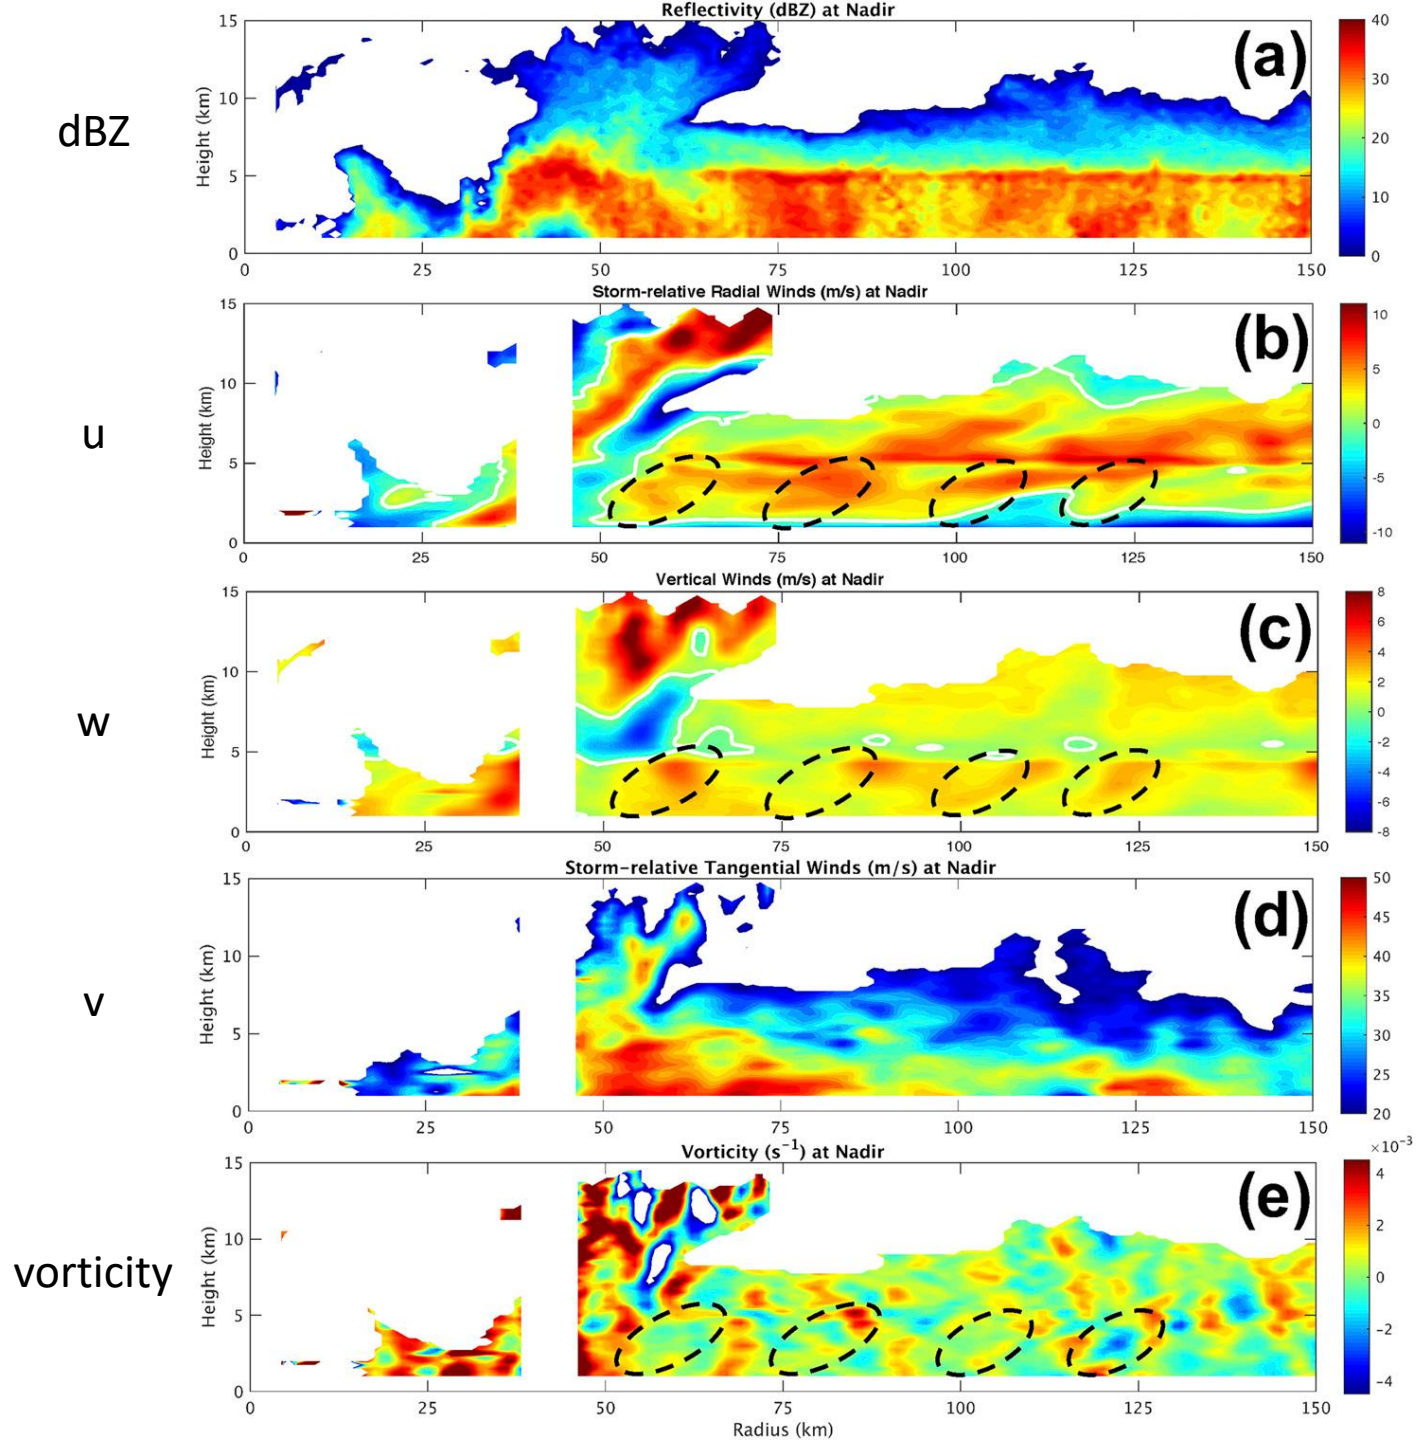 Reflectivity (dBZ) at Nadir
dBZ
(a)
Height (km)
15
10
5
0
0 25 50 75 100 125 150
40
30
20
10
0
Storm-relative Radial Winds (m/s) at Nadir
u
(b)
Height (km)
15
10
5
0
0 25 50 75 100 125 150
10
5
0
-5
-10
Vertical Winds (m/s) at Nadir
w
(c)
Height (km)
15
10
5
0
0 25 50 75 100 125 150
8
6
4
2
0
-2
-4
-6
-8
Storm-relative Tangential Winds (m/s) at Nadir
v
(d)
Height (km)
15
10
5
0
0 25 50 75 100 125 150
50
45
40
35
30
25
20
Vorticity (s⁻¹) at Nadir
vorticity
(e)
Height (km)
15
10
5
0
0 25 50 75 100 125 150
Radius (km)
×10⁻³
4
2
0
-2
-4